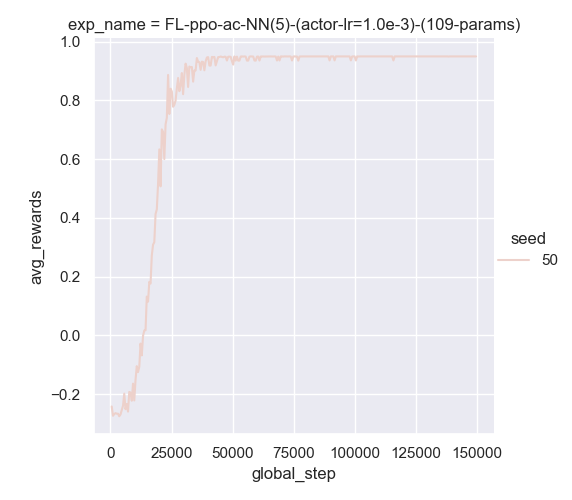 exp_name = FL-ppo-ac-NN(5)-(actor-lr=1.0e-3)-(109-params)
1.0
0.8
0.6
0.4
0.2
0.0
−0.2
avg_rewards
0 25000 50000 75000 100000 125000 150000
global_step
seed
50